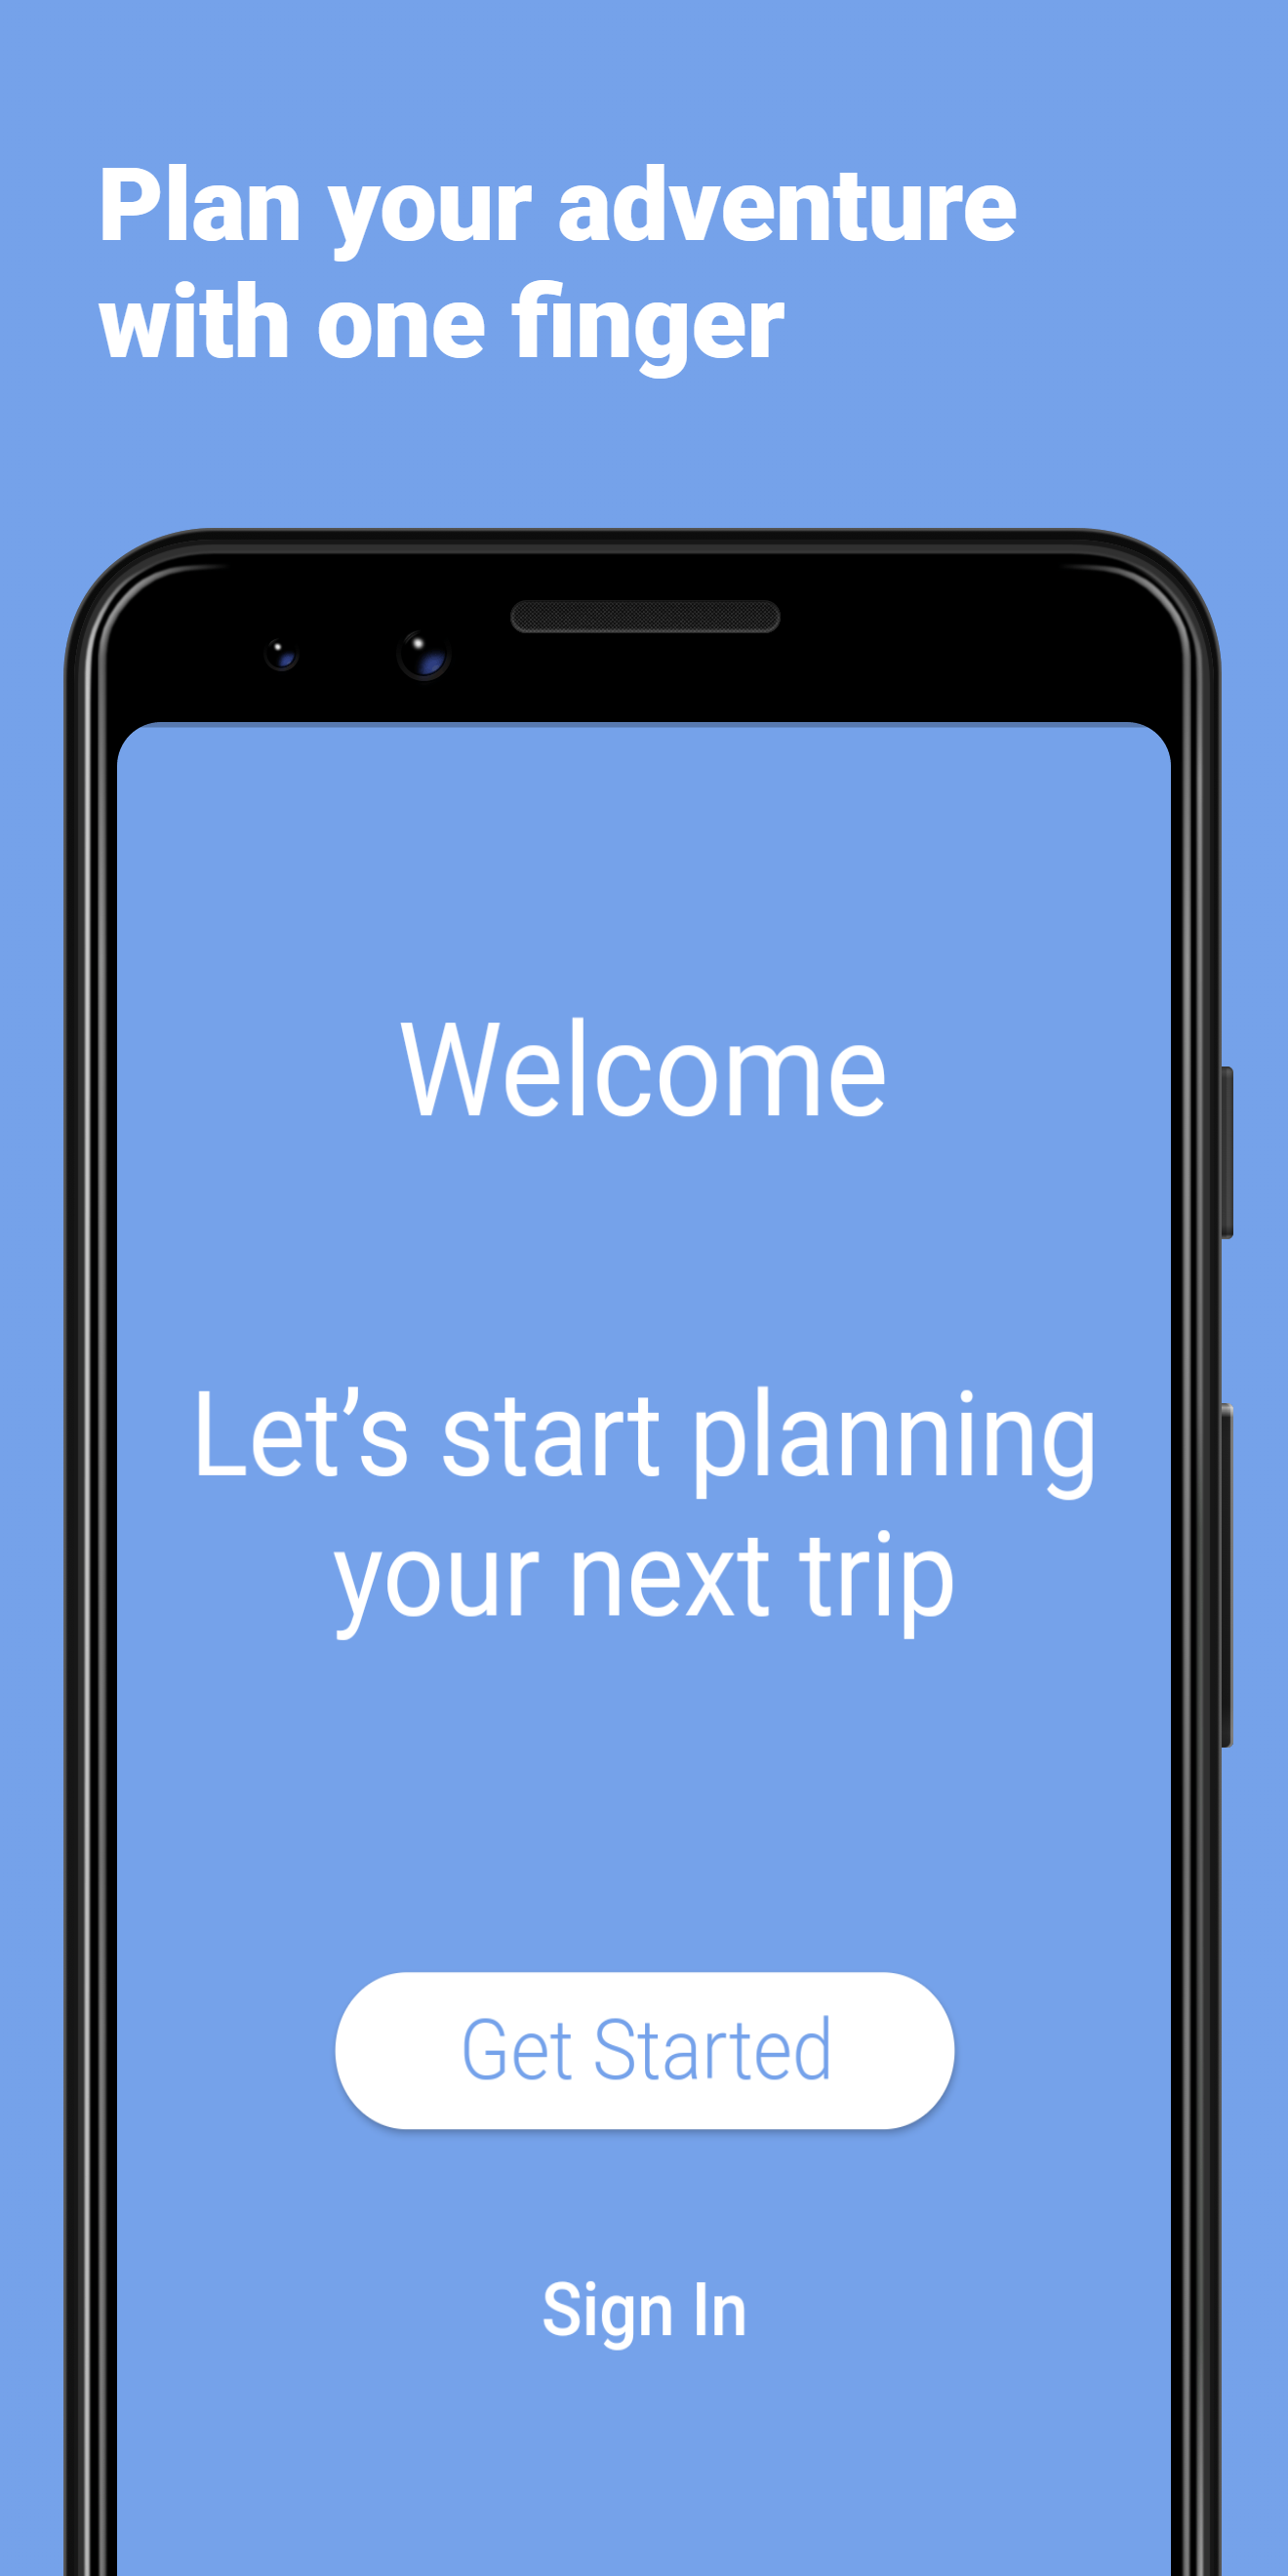 Plan your adventure
with one finger
Welcome
Let’s start planning
your next trip
Get Started
Sign In